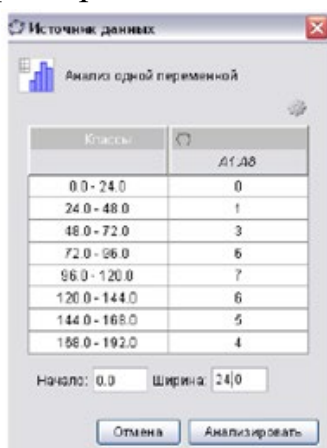 Источник данных
Анализ одной переменной
Классы
A1:A8
0.0 - 24.0 0
24.0 - 48.0 1
48.0 - 72.0 3
72.0 - 96.0 6
96.0 - 120.0 7
120.0 - 144.0 6
144.0 - 168.0 5
168.0 - 192.0 4
Начало: 0.0 Ширина: 24.0
Отмена Анализировать